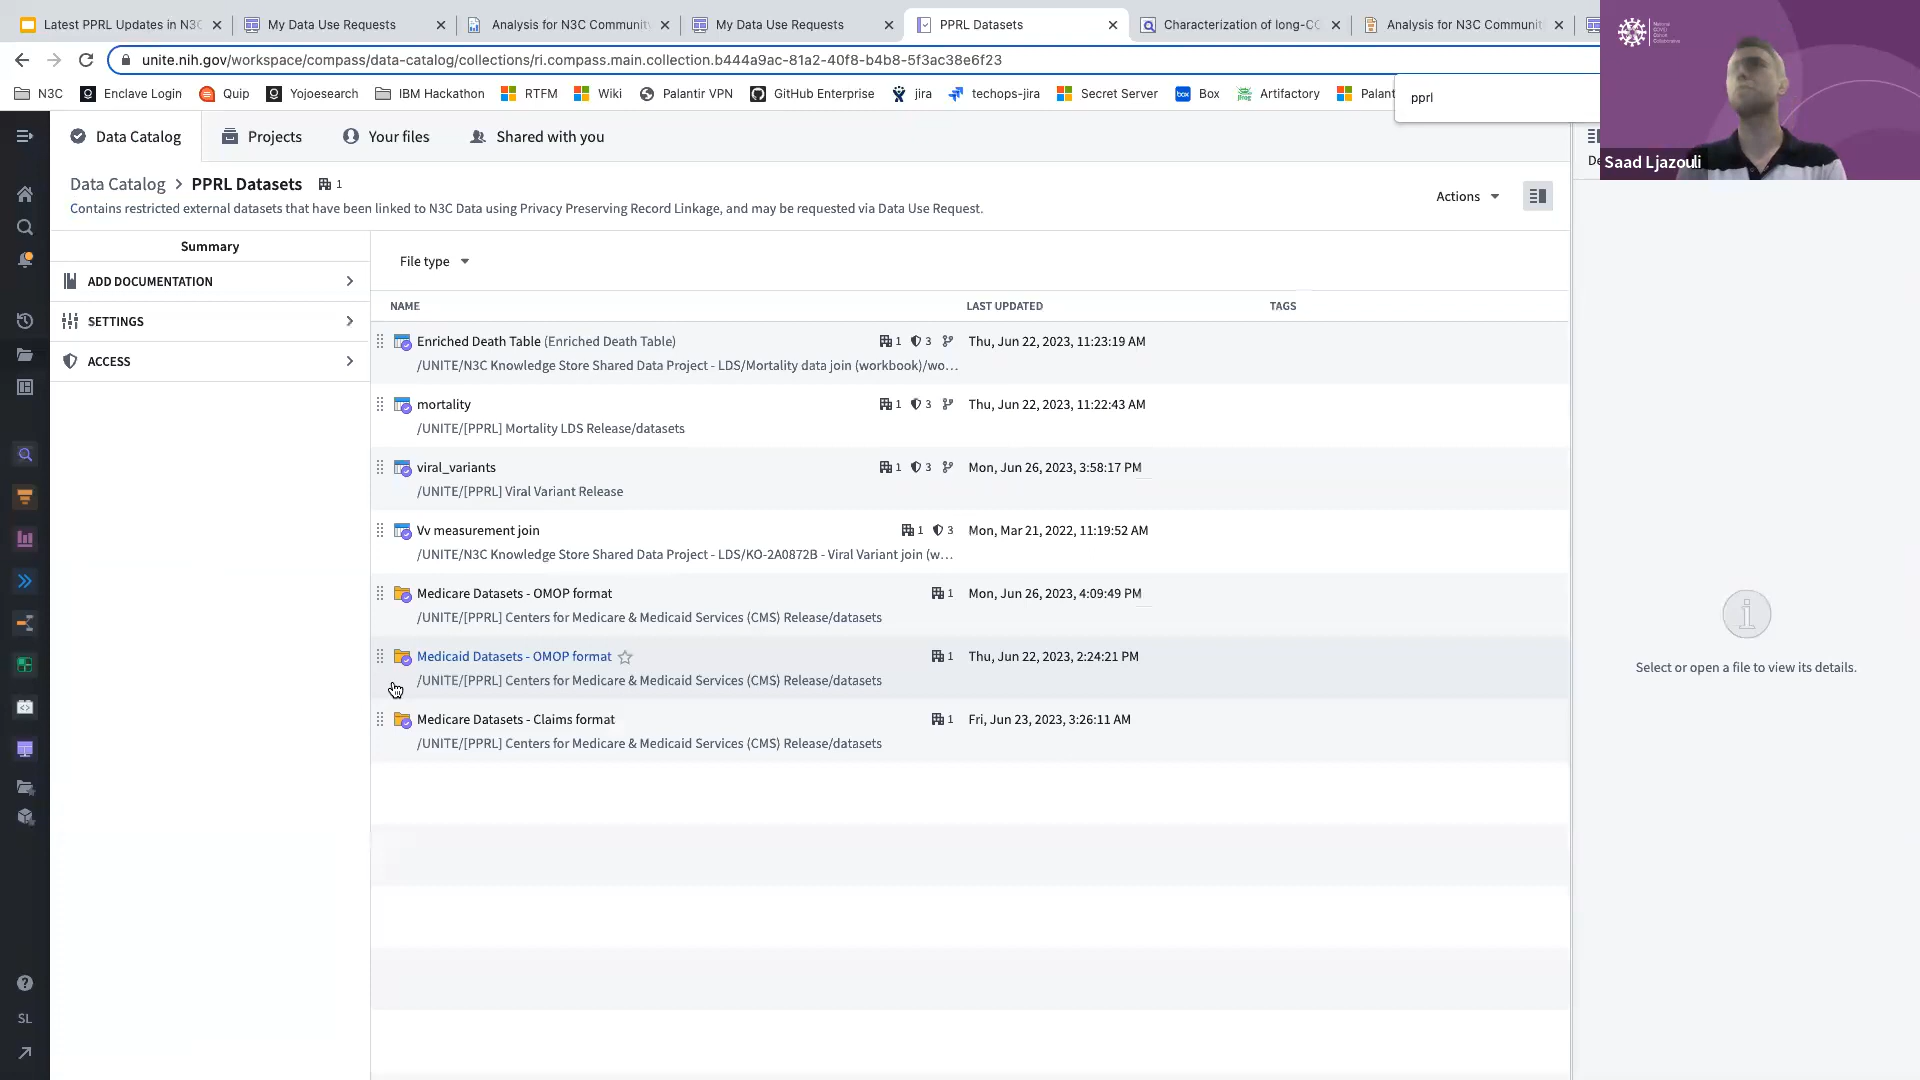 Latest PPRL Updates in N3C
My Data Use Requests
Analysis for N3C Community
My Data Use Requests
PPRL Datasets
Characterization of long-CO
Analysis for N3C Communit
unite.nih.gov/workspace/compass/data-catalog/collections/ri.compass.main.collection.b444a9ac-81a2-40f8-b4b8-5f3ac38e6f23
N3C
Enclave Login
Quip
Yojoesearch
IBM Hackathon
RTFM
Wiki
Palantir VPN
GitHub Enterprise
jira
techops-jira
Secret Server
Box
Artifactory
Palant
pprl
Saad Ljazouli
Data Catalog
Projects
Your files
Shared with you
De
Data Catalog > PPRL Datasets 1
Contains restricted external datasets that have been linked to N3C Data using Privacy Preserving Record Linkage, and may be requested via Data Use Request.
Actions
Summary
ADD DOCUMENTATION
SETTINGS
ACCESS
File type
NAME LAST UPDATED TAGS
Enriched Death Table (Enriched Death Table) 1 3 Thu, Jun 22, 2023, 11:23:19 AM
/UNITE/N3C Knowledge Store Shared Data Project - LDS/Mortality data join (workbook)/wo…
mortality 1 3 Thu, Jun 22, 2023, 11:22:43 AM
/UNITE/[PPRL] Mortality LDS Release/datasets
viral_variants 1 3 Mon, Jun 26, 2023, 3:58:17 PM
/UNITE/[PPRL] Viral Variant Release
Vv measurement join 1 3 Mon, Mar 21, 2022, 11:19:52 AM
/UNITE/N3C Knowledge Store Shared Data Project - LDS/KO-2A0872B - Viral Variant join (w…
Medicare Datasets - OMOP format 1 Mon, Jun 26, 2023, 4:09:49 PM
/UNITE/[PPRL] Centers for Medicare & Medicaid Services (CMS) Release/datasets
Medicaid Datasets - OMOP format 1 Thu, Jun 22, 2023, 2:24:21 PM
/UNITE/[PPRL] Centers for Medicare & Medicaid Services (CMS) Release/datasets
Medicare Datasets - Claims format 1 Fri, Jun 23, 2023, 3:26:11 AM
/UNITE/[PPRL] Centers for Medicare & Medicaid Services (CMS) Release/datasets
Select or open a file to view its details.
SL